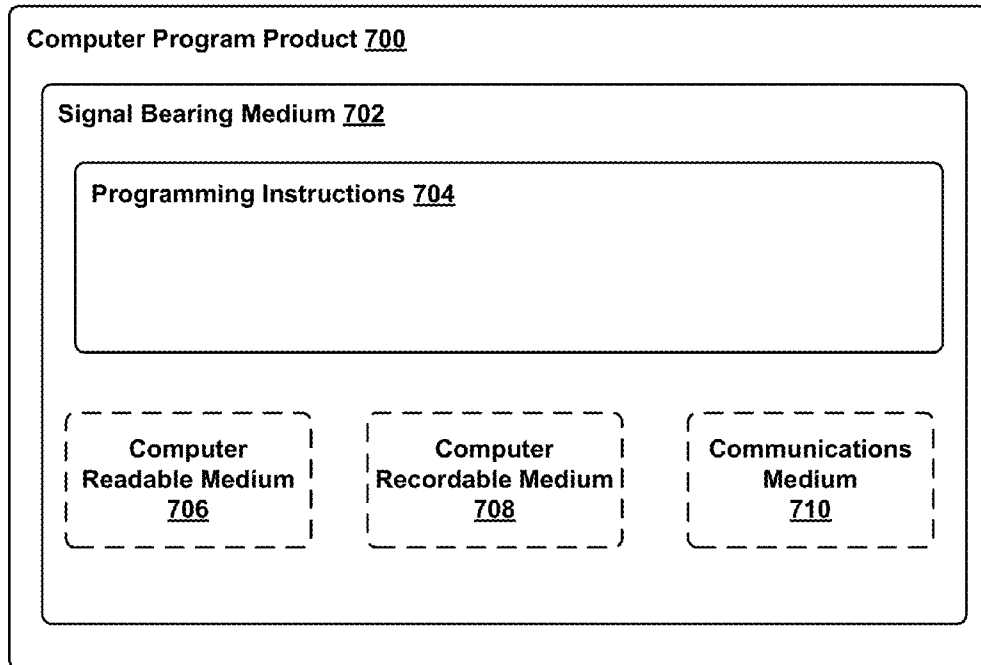 Computer Program Product 700
Signal Bearing Medium 702
Programming Instructions 704
Computer
Readable Medium
706
Computer
Recordable Medium
708
Communications
Medium
710